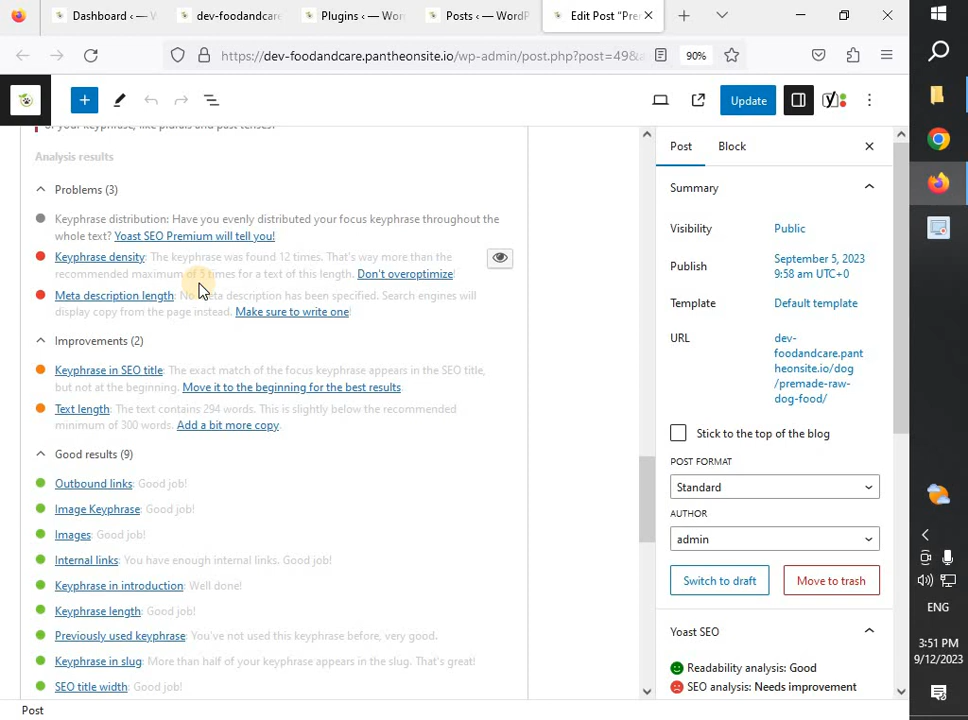 Dashboard ‹ — W
dev-foodandcare
Plugins ‹ — Wor
Posts ‹ — WordP
Edit Post “Pre
https://dev-foodandcare.pantheonsite.io/wp-admin/post.php?post=49&
90%
Update
of your keyphrase, like plurals and past tenses!
Analysis results
Problems (3)
Keyphrase distribution: Have you evenly distributed your focus keyphrase throughout the
whole text? Yoast SEO Premium will tell you!
Keyphrase density: The keyphrase was found 12 times. That's way more than the
recommended maximum of 5 times for a text of this length. Don't overoptimize!
Meta description length: No meta description has been specified. Search engines will
display copy from the page instead. Make sure to write one!
Improvements (2)
Keyphrase in SEO title: The exact match of the focus keyphrase appears in the SEO title,
but not at the beginning. Move it to the beginning for the best results.
Text length: The text contains 294 words. This is slightly below the recommended
minimum of 300 words. Add a bit more copy.
Good results (9)
Outbound links: Good job!
Image Keyphrase: Good job!
Images: Good job!
Internal links: You have enough internal links. Good job!
Keyphrase in introduction: Well done!
Keyphrase length: Good job!
Previously used keyphrase: You've not used this keyphrase before, very good.
Keyphrase in slug: More than half of your keyphrase appears in the slug. That's great!
SEO title width: Good job!
Post
Post
Block
Summary
Visibility
Public
Publish
September 5, 2023
9:58 am UTC+0
Template
Default template
URL
dev-
foodandcare.pant
heonsite.io/dog
/premade-raw-
dog-food/
Stick to the top of the blog
POST FORMAT
Standard
AUTHOR
admin
Switch to draft
Move to trash
Yoast SEO
Readability analysis: Good
SEO analysis: Needs improvement
ENG
3:51 PM
9/12/2023